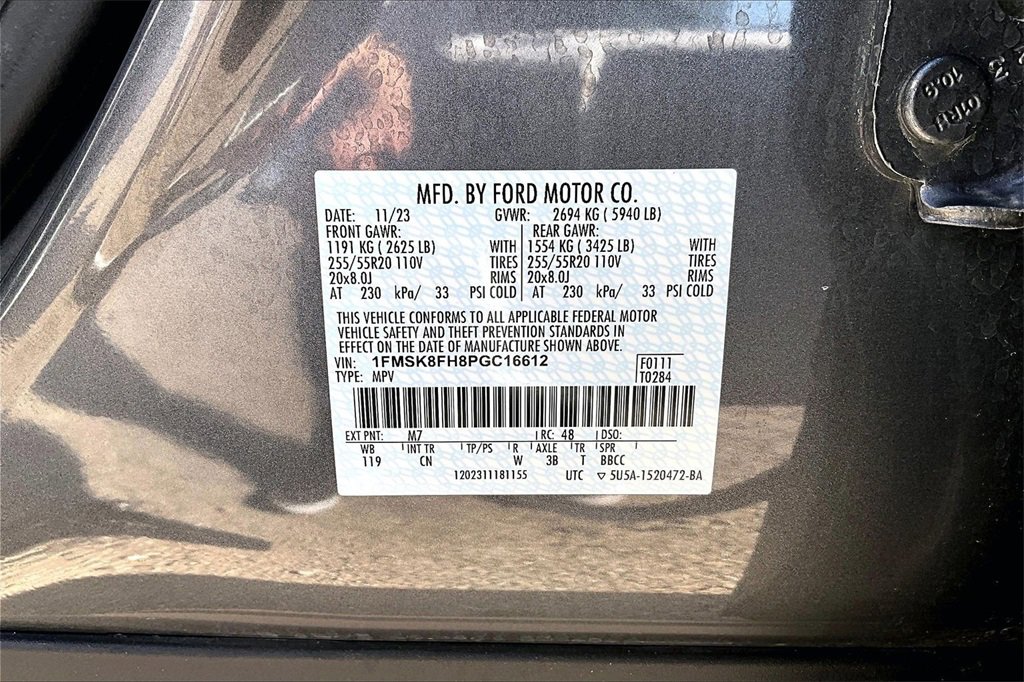 MFD. BY FORD MOTOR CO.
DATE: 11/23 GVWR: 2694 KG ( 5940 LB)
FRONT GAWR: REAR GAWR:
1191 KG ( 2625 LB) WITH 1554 KG ( 3425 LB) WITH
255/55R20 110V TIRES 255/55R20 110V TIRES
20x8.0J RIMS 20x8.0J RIMS
AT 230 kPa/ 33 PSI COLD AT 230 kPa/ 33 PSI COLD
THIS VEHICLE CONFORMS TO ALL APPLICABLE FEDERAL MOTOR
VEHICLE SAFETY AND THEFT PREVENTION STANDARDS IN
EFFECT ON THE DATE OF MANUFACTURE SHOWN ABOVE.
VIN: 1FMSK8FH8PGC16612 F0111
TYPE: MPV T0284
EXT PNT: M7 RC: 48 DSO:
WB INT TR TP/PS R AXLE TR SPR
119 CN W 3B T BBCC
1202311181155 UTC ▽ 5U5A-1520472-BA
10.9
01RH
3